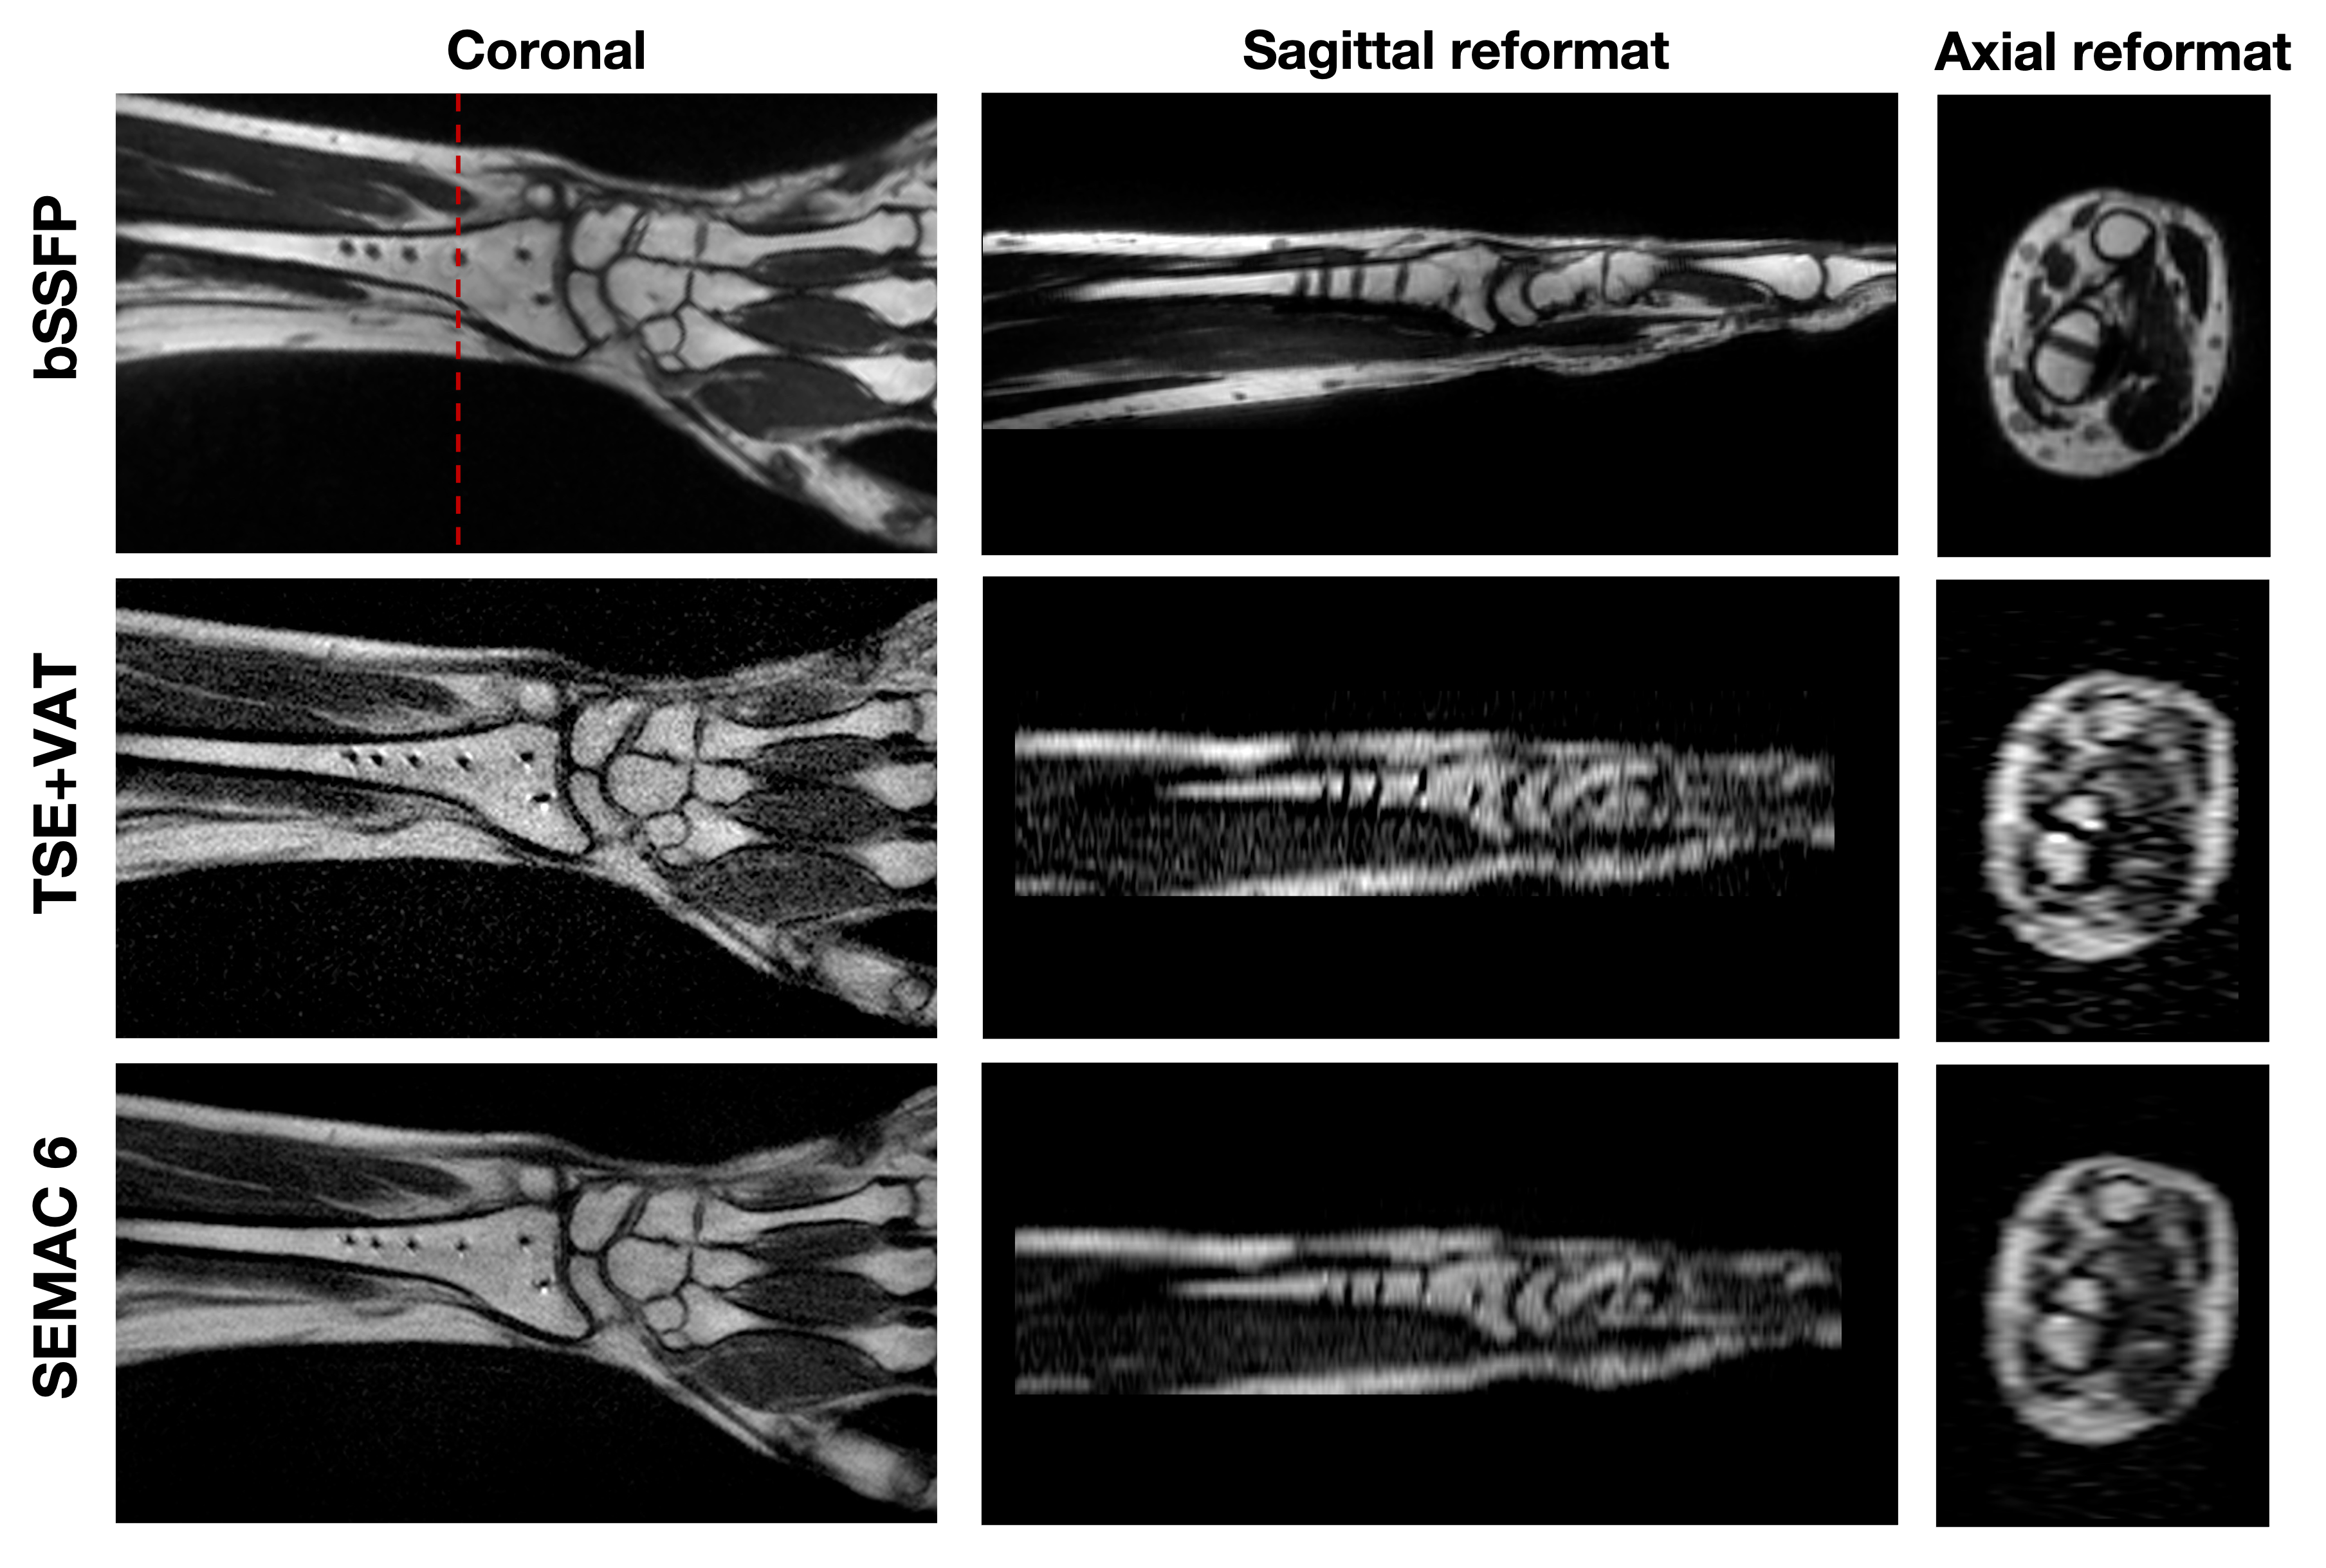 Coronal
Sagittal reformat
Axial reformat
bSSFP
TSE+VAT
SEMAC 6